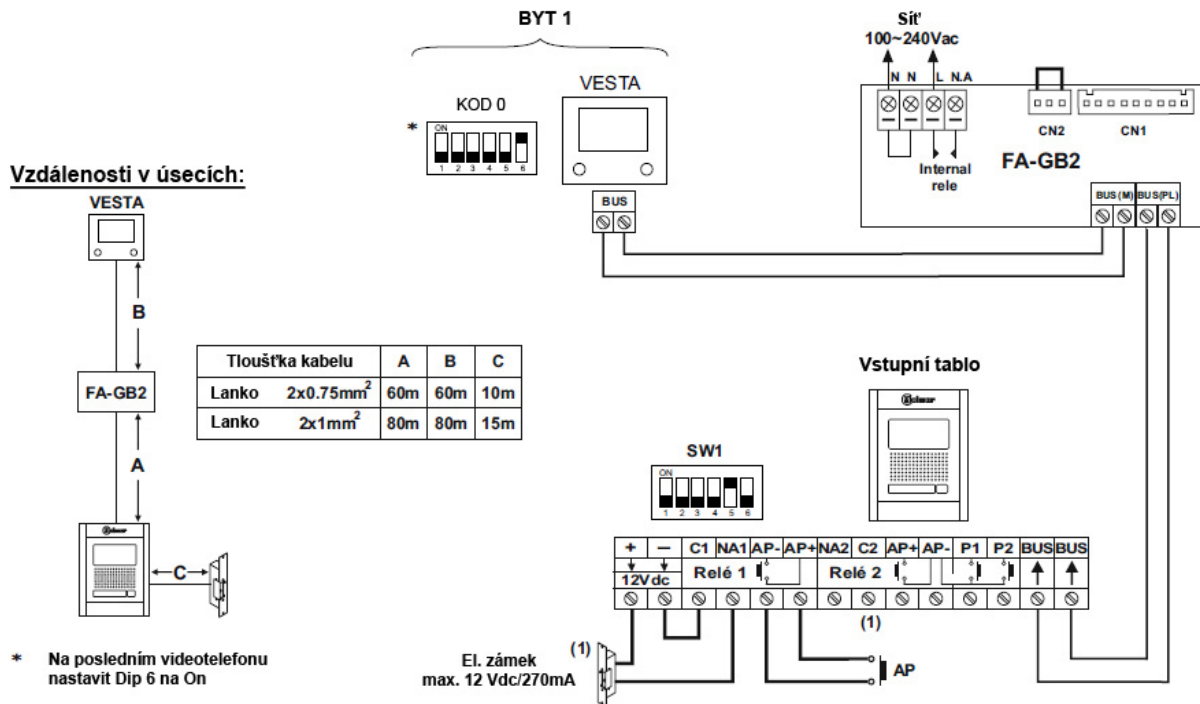 BYT 1
KOD 0
*
ON
1 2 3 4 5 6
VESTA
BUS
Síť
100~240Vac
N N L N.A
Internal
rele
CN2
CN1
FA-GB2
BUS(M) BUS(PL)
Vzdálenosti v úsecích:
VESTA
B
FA-GB2
A
C
Tloušťka kabelu A B C
Lanko 2x0.75mm² 60m 60m 10m
Lanko 2x1mm² 80m 80m 15m
* Na posledním videotelefonu
nastavit Dip 6 na On
Vstupní tablo
SW1
ON
1 2 3 4 5 6
+ − C1 NA1 AP- AP+ NA2 C2 AP+ AP- P1 P2 BUS BUS
12Vdc Relé 1 Relé 2
(1)
(1)
El. zámek
max. 12 Vdc/270mA
AP